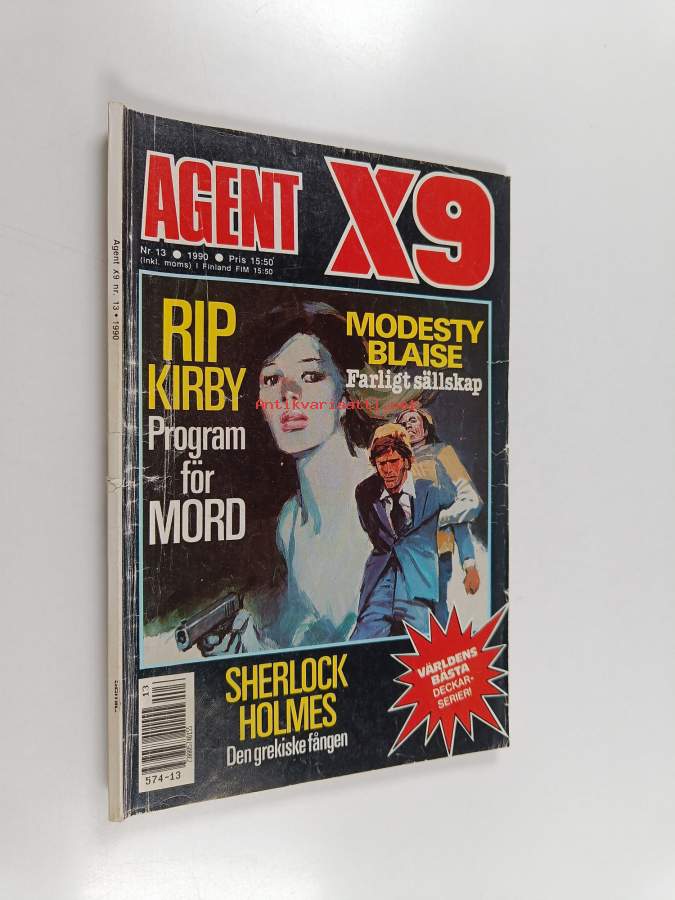 AGENT X9
Nr 13 ● 1990 ● Pris 15:50
(Inkl. moms) I Finland FIM 15:50
RIP
KIRBY
Program
för
MORD
MODESTY
BLAISE
Farligt sällskap
Antikvariaatti.net
SHERLOCK
HOLMES
Den grekiske fången
VÄRLDENS
BÄSTA
DECKAR-
SERIER!
13
574-13
Agent X9 nr. 13 • 1990